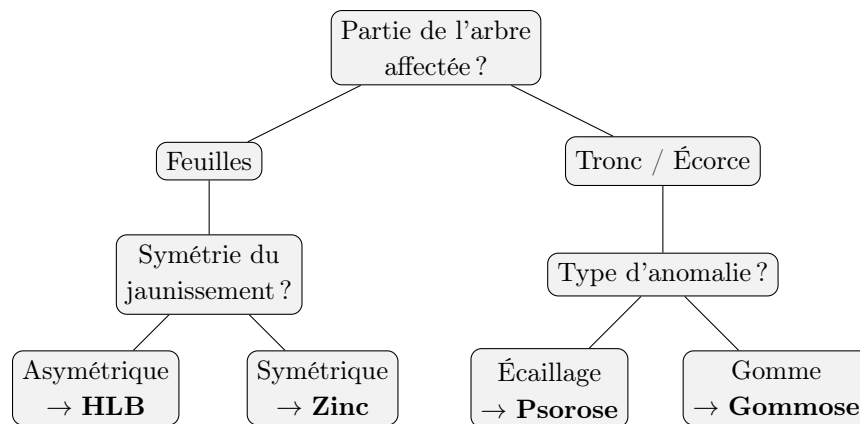 Partie de l'arbre
affectée ?
Feuilles
Tronc / Écorce
Symétrie du
jaunissement ?
Type d'anomalie ?
Asymétrique
→ HLB
Symétrique
→ Zinc
Écaillage
→ Psorose
Gomme
→ Gommose